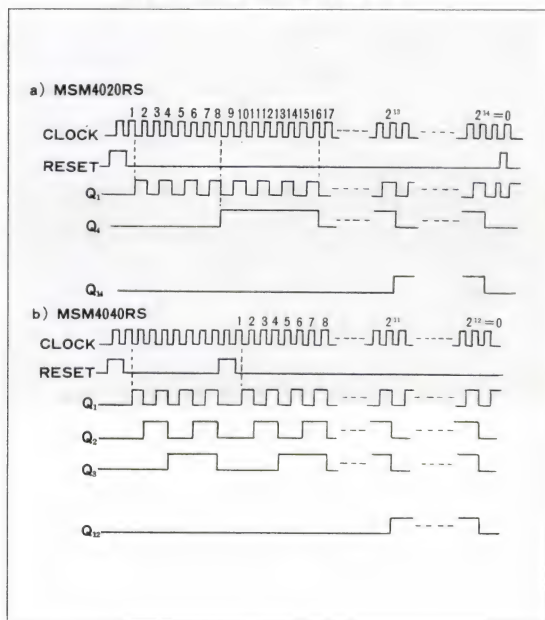 a) MSM4020RS
1 2 3 4 5 6 7 8 9 10 11 12 13 14 15 16 17 2¹³ 2¹⁴=0
CLOCK
RESET
Q₁
Q₄
Q₁₄
b) MSM4040RS
1 2 3 4 5 6 7 8 2¹¹ 2¹²=0
CLOCK
RESET
Q₁
Q₂
Q₃
Q₁₂